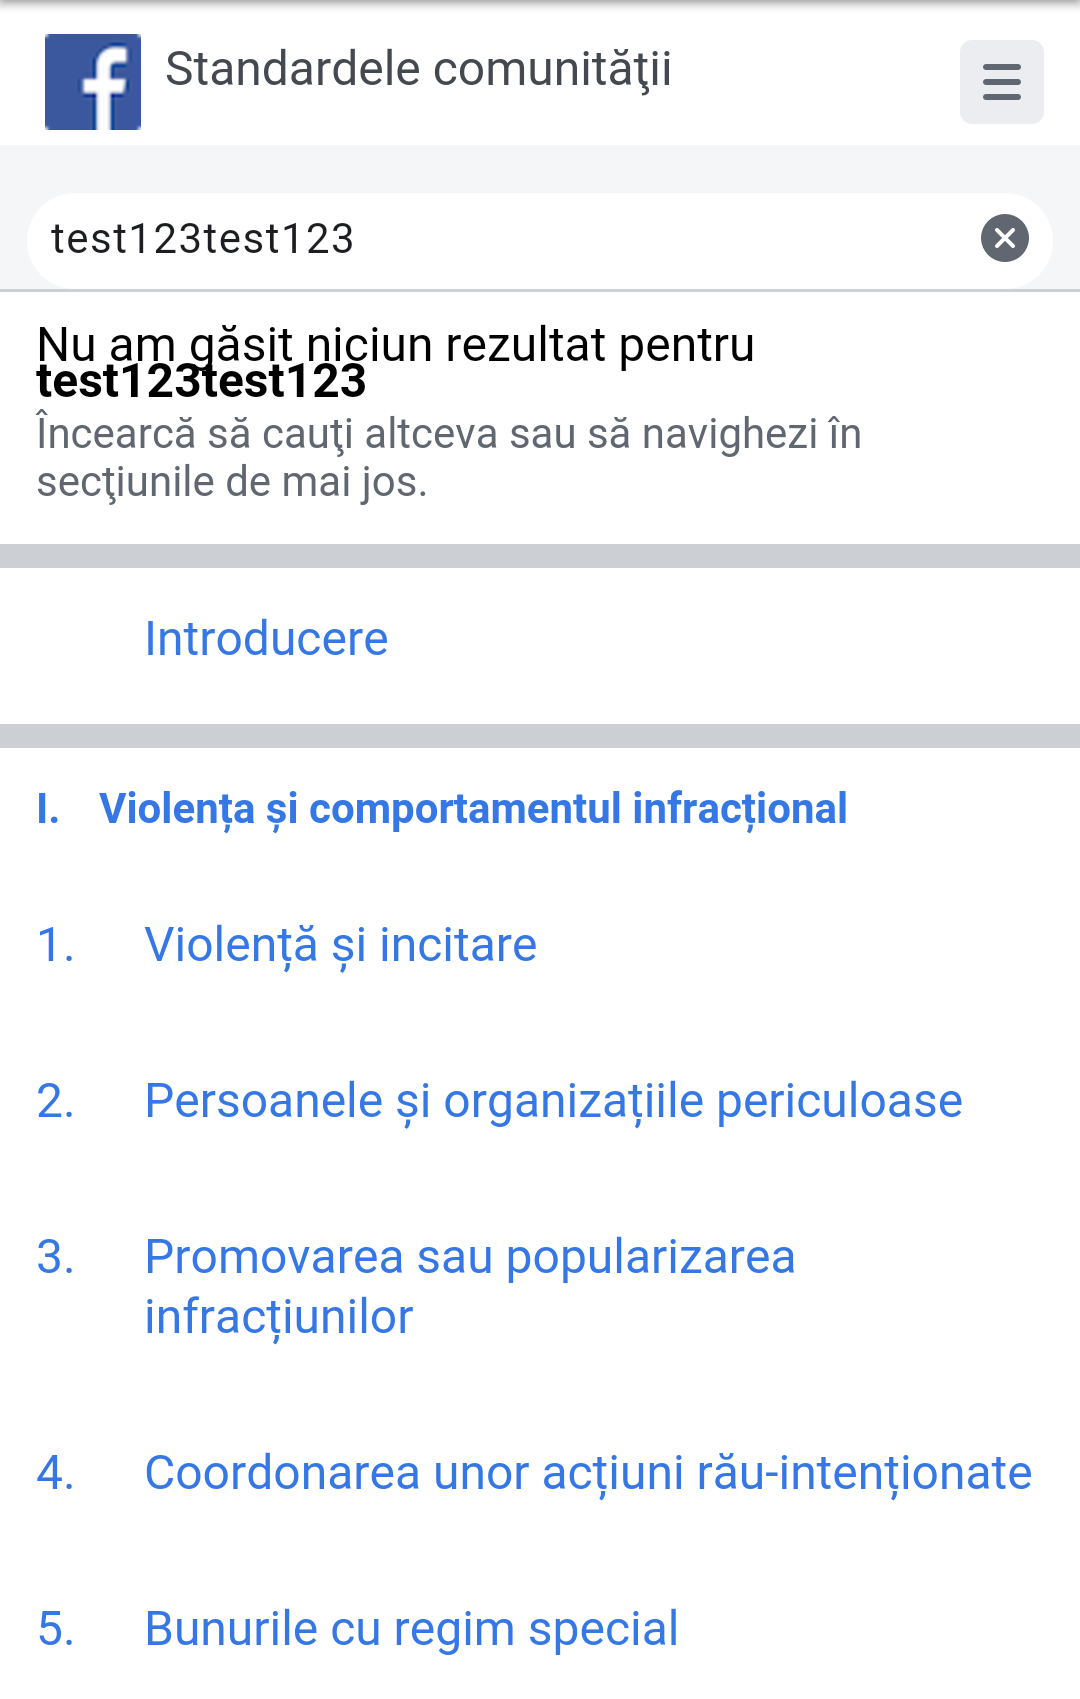 Standardele comunităţii
test123test123
Nu am găsit niciun rezultat pentru
test123test123
Încearcă să cauţi altceva sau să navighezi în
secţiunile de mai jos.
Introducere
I. Violența și comportamentul infracțional
1. Violență și incitare
2. Persoanele și organizațiile periculoase
3. Promovarea sau popularizarea
infracțiunilor
4. Coordonarea unor acțiuni rău-intenționate
5. Bunurile cu regim special